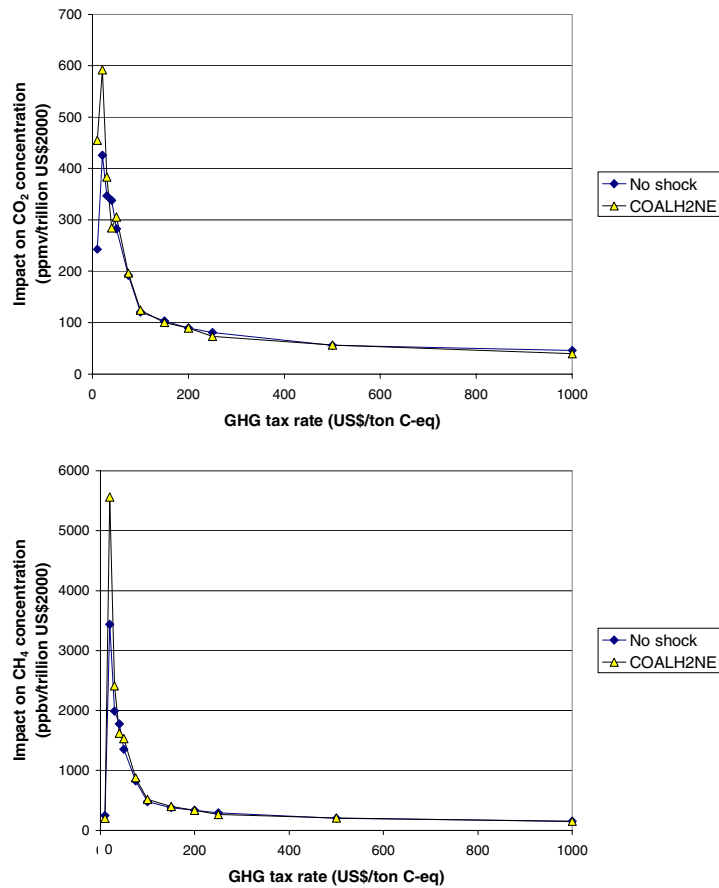 700
600
500
400
300
200
100
0
Impact on CO₂ concentration
(ppmv/trillion US$2000)
0 200 400 600 800 1000
GHG tax rate (US$/ton C-eq)
No shock
COALH2NE
6000
5000
4000
3000
2000
1000
0
Impact on CH₄ concentration
(ppbv/trillion US$2000)
0 200 400 600 800 1000
GHG tax rate (US$/ton C-eq)
No shock
COALH2NE